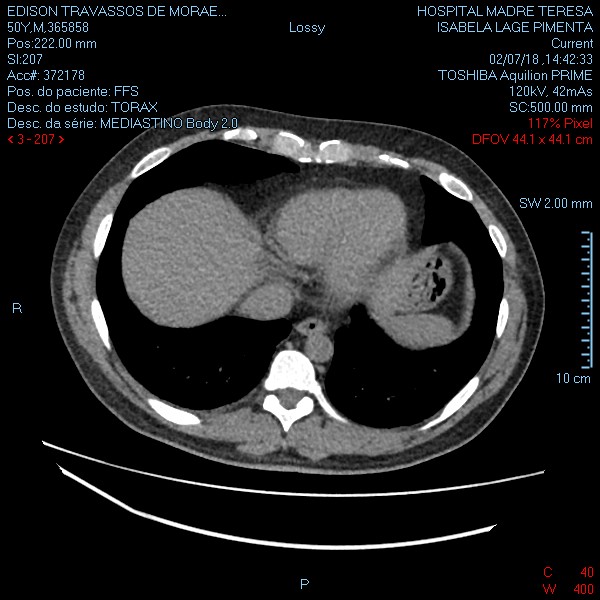 EDISON TRAVASSOS DE MORAE...
50Y,M,365858
Pos:222.00 mm
SI:207
Acc#: 372178
Pos. do paciente: FFS
Desc. do estudo: TORAX
Desc. da série: MEDIASTINO Body 2.0
< 3 - 207 >
Lossy
HOSPITAL MADRE TERESA
ISABELA LAGE PIMENTA
Current
02/07/18 ,14:42:33
TOSHIBA Aquilion PRIME
120kV, 42mAs
SC:500.00 mm
117% Pixel
DFOV 44.1 x 44.1 cm
SW 2.00 mm
R
10 cm
P
C 40
W 400